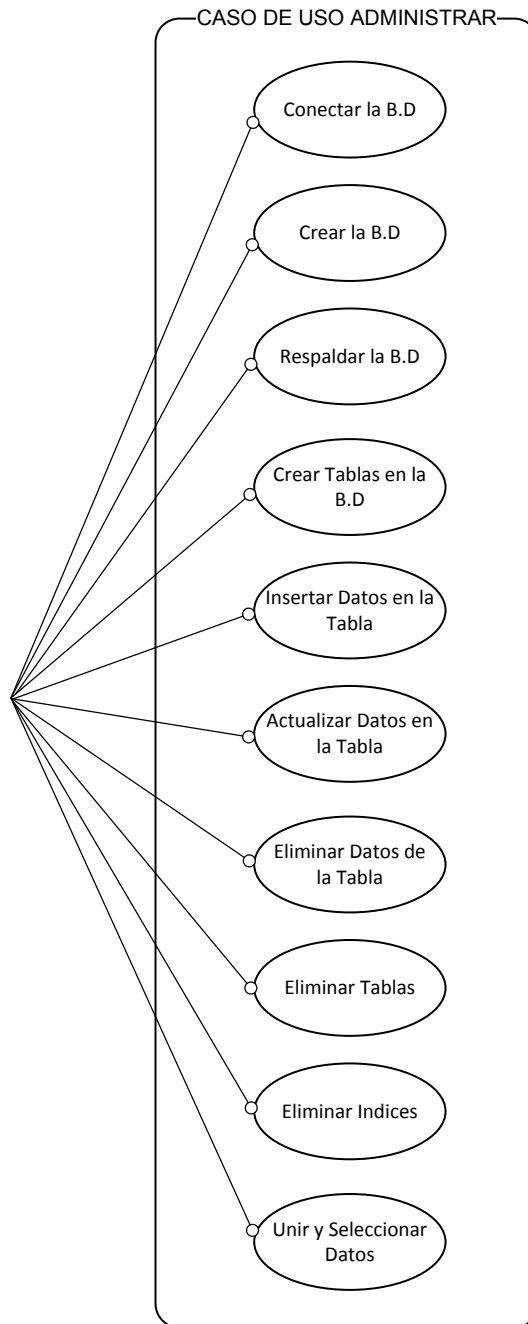 CASO DE USO ADMINISTRAR
Conectar la B.D
Crear la B.D
Respaldar la B.D
Crear Tablas en la
B.D
Insertar Datos en la
Tabla
Actualizar Datos en
la Tabla
Eliminar Datos de
la Tabla
Eliminar Tablas
Eliminar Indices
Unir y Seleccionar
Datos